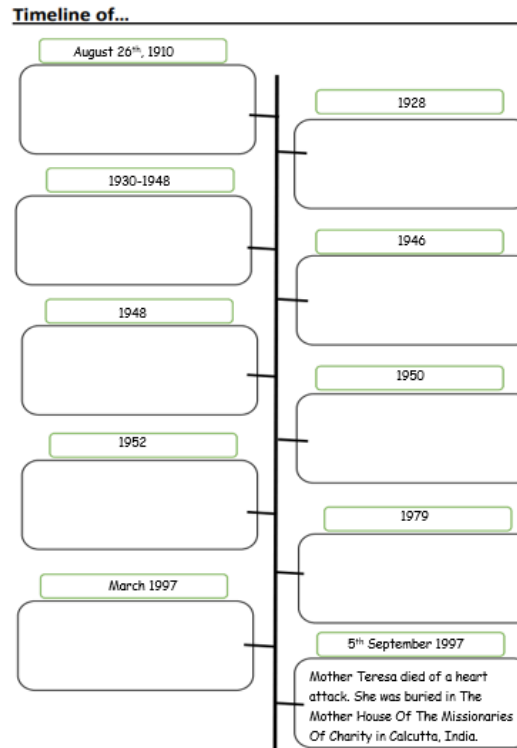 Timeline of...
August 26th, 1910
1928
1930-1948
1946
1948
1950
1952
1979
March 1997
5th September 1997
Mother Teresa died of a heart
attack. She was buried in The
Mother House Of The Missionaries
Of Charity in Calcutta, India.